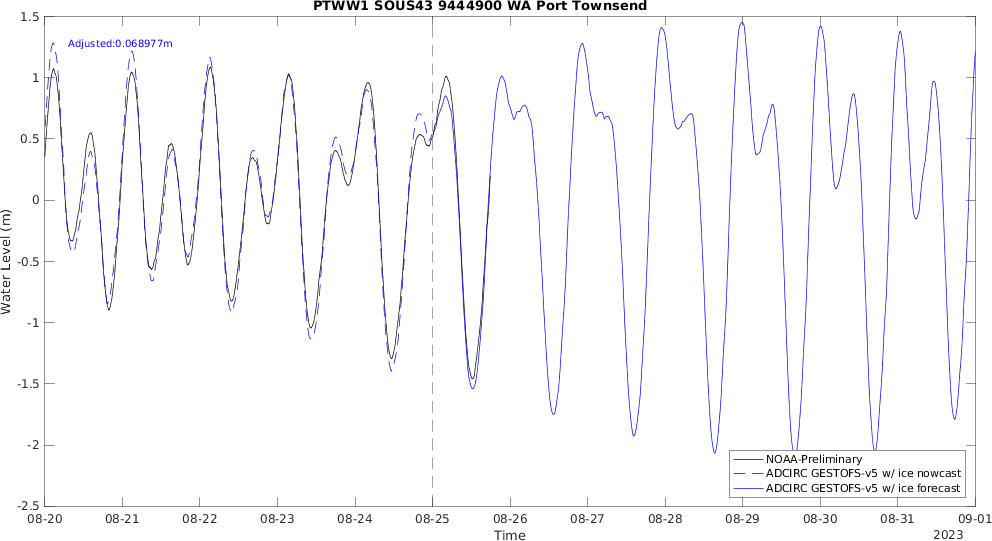 PTWW1 SOUS43 9444900 WA Port Townsend
Adjusted:0.068977m
1.5
1
0.5
0
-0.5
-1
-1.5
-2
-2.5
Water Level (m)
NOAA-Preliminary
ADCIRC GESTOFS-v5 w/ ice nowcast
ADCIRC GESTOFS-v5 w/ ice forecast
08-20 08-21 08-22 08-23 08-24 08-25 08-26 08-27 08-28 08-29 08-30 08-31 09-01
Time
2023